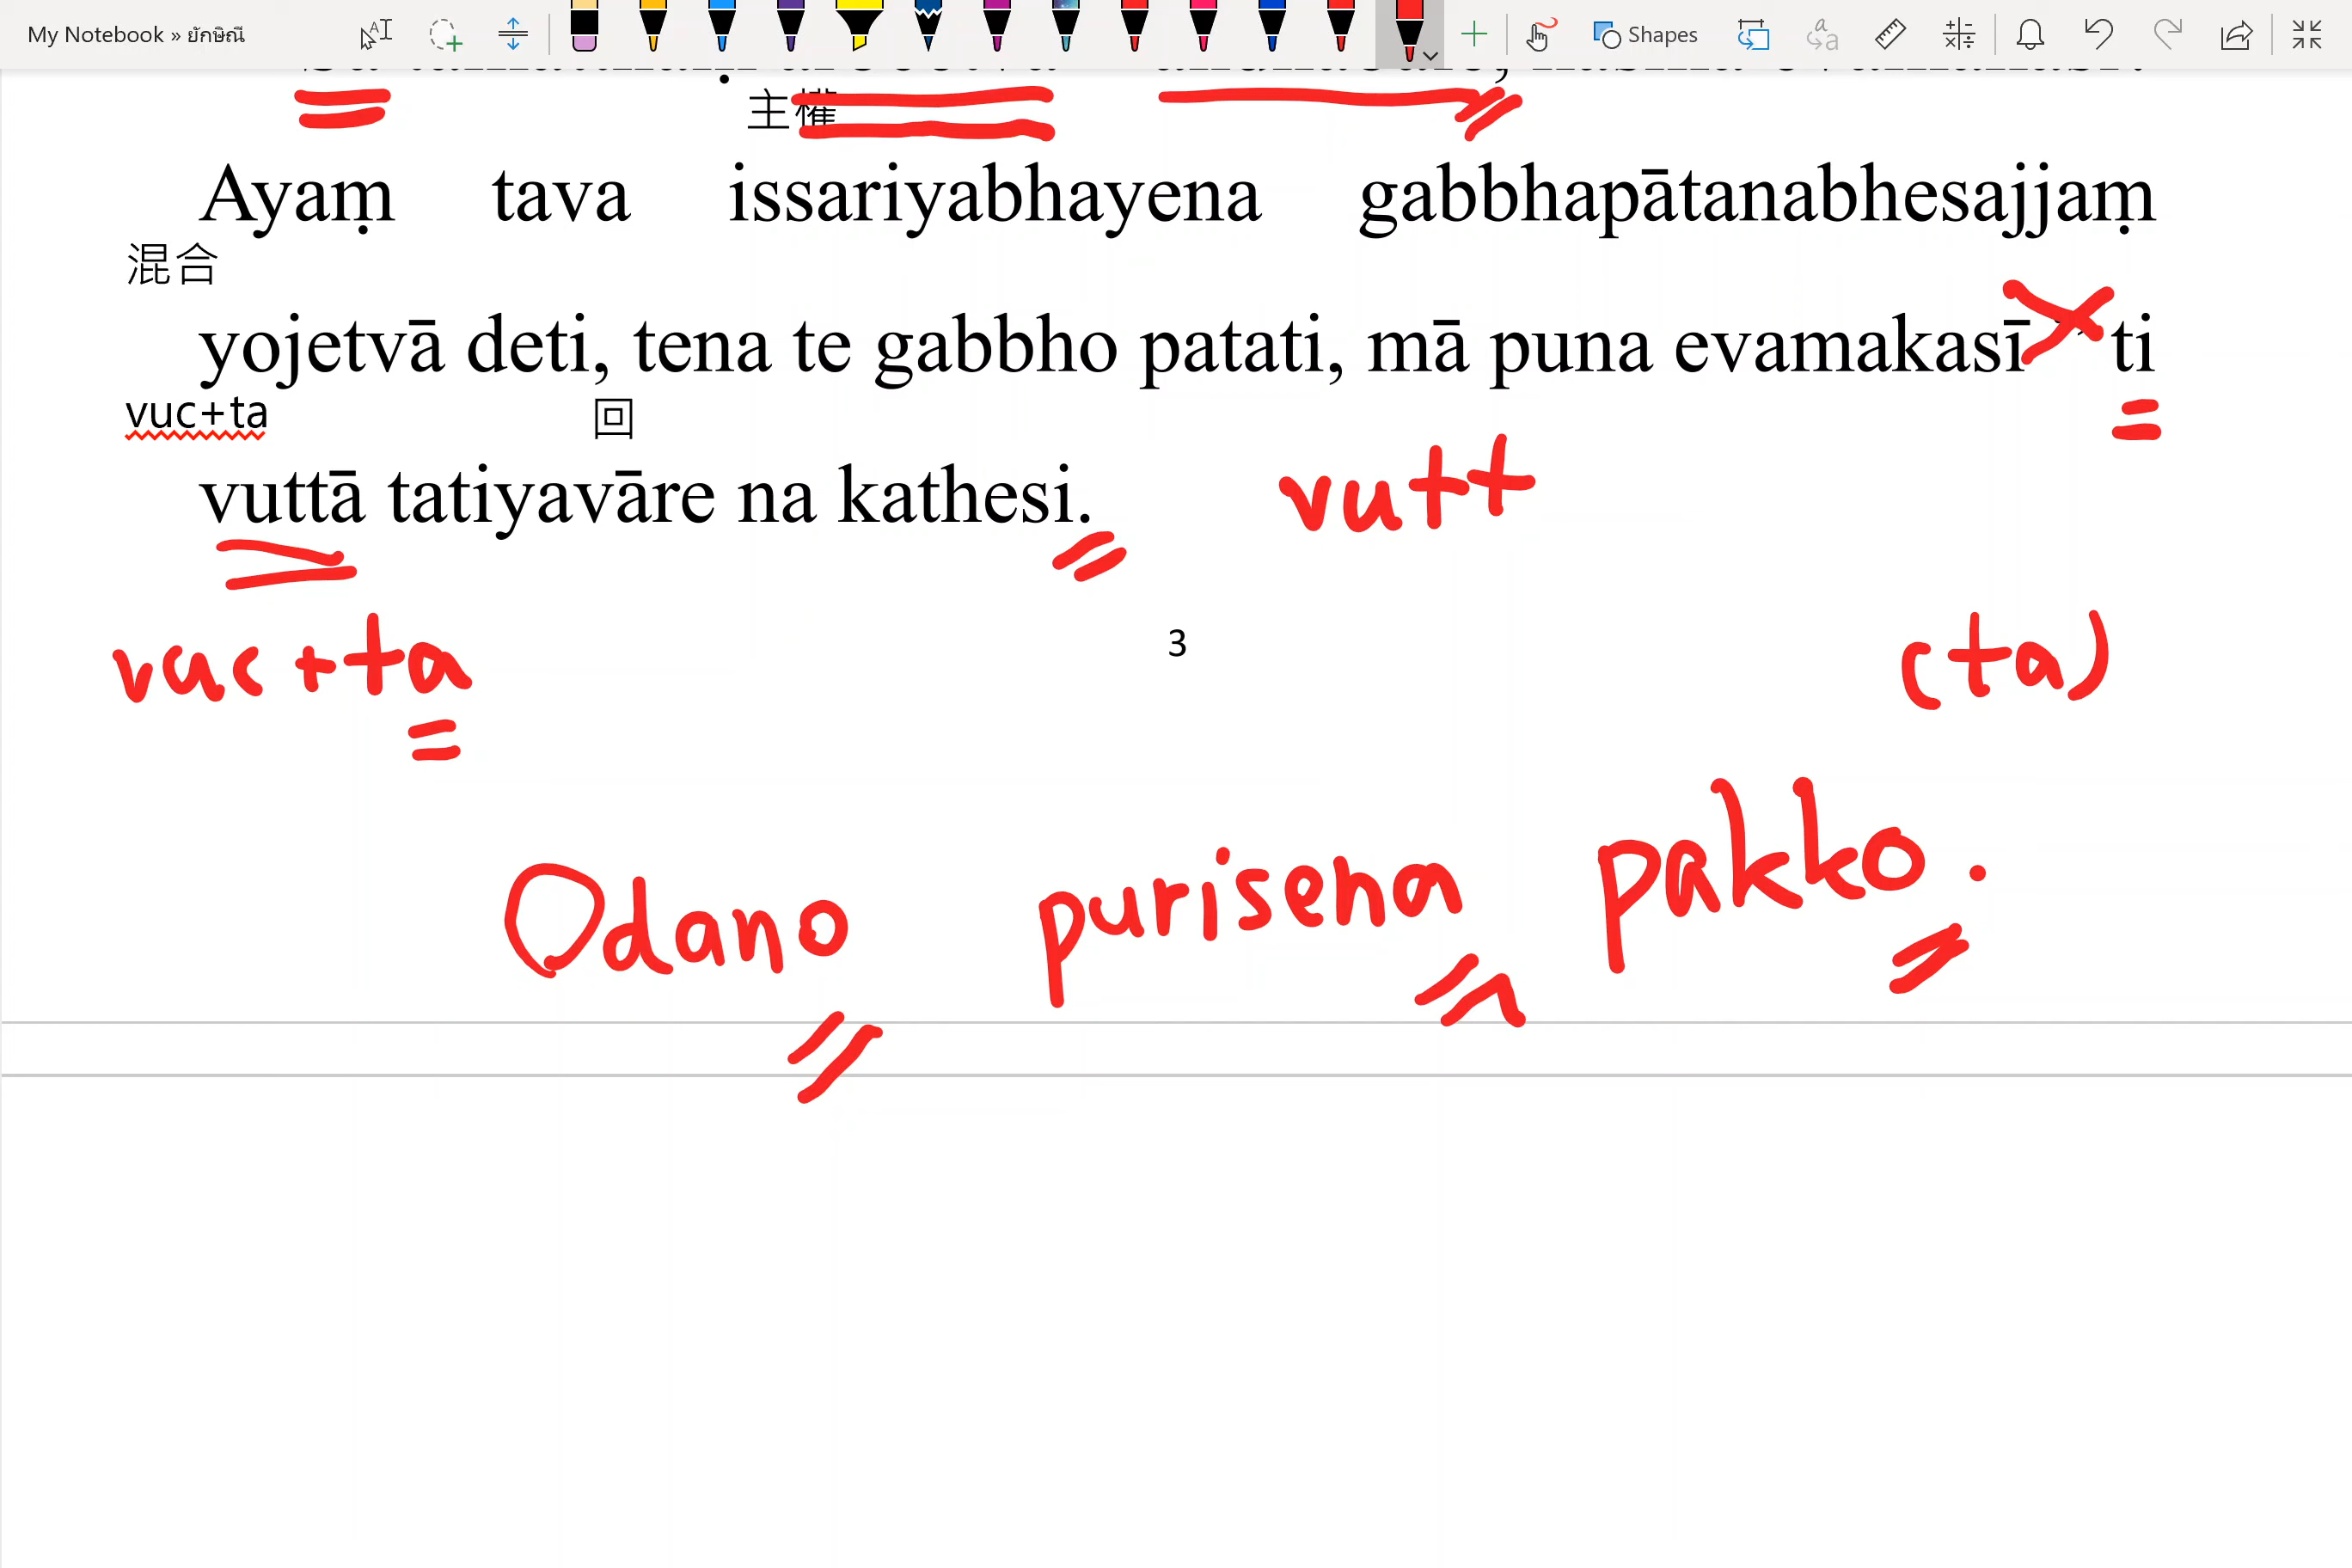 My Notebook » ยักษิณี
Shapes
主權
Ayaṃ tava issariyabhayena gabbhapātanabhesajjaṃ
混合
yojetvā deti, tena te gabbho patati, mā puna evamakasī ti
vuc+ta 回
vuttā tatiyavāre na kathesi. vutt
vuc + ta 3 (ta)
Odano purisena pakko.